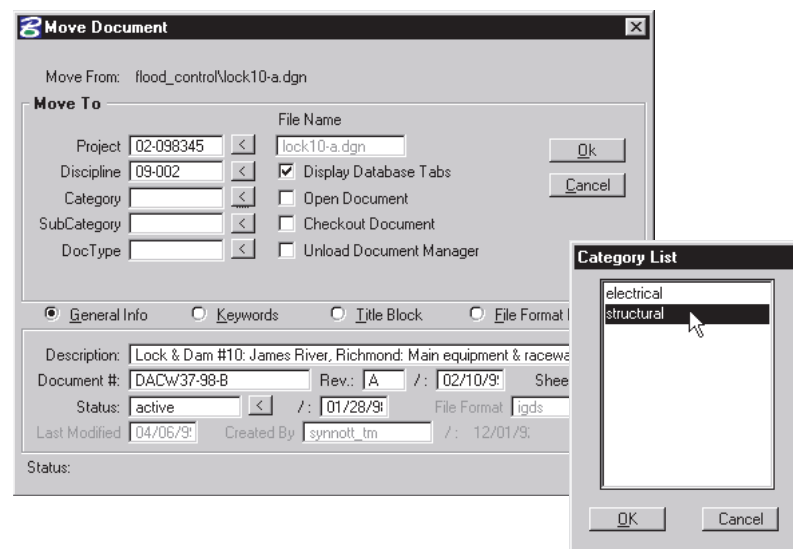 Move Document
Move From: flood_control\lock10-a.dgn
Move To
File Name
Project 02-098345 < lock10-a.dgn Ok
Discipline 09-002 < Display Database Tabs
Category < Open Document Cancel
SubCategory < Checkout Document
DocType < Unload Document Manager
General Info Keywords Title Block File Format
Description: Lock & Dam #10: James River, Richmond: Main equipment & racewa
Document #: DACW37-98-B Rev.: A /: 02/10/9 Shee
Status: active < /: 01/28/9 File Format igds
Last Modified 04/06/9 Created By synnott_tm /: 12/01/9
Status:
Category List
electrical
structural
OK Cancel